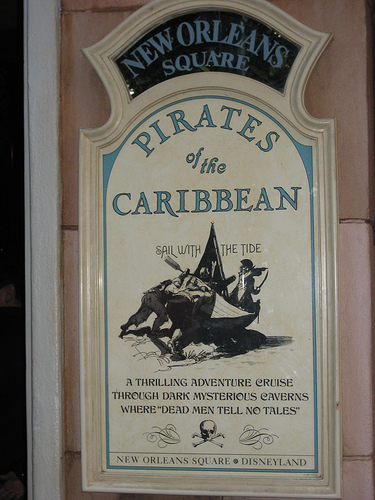 NEW ORLEANS
SQUARE
PIRATES
of the
CARIBBEAN
SAIL WITH THE TIDE
A THRILLING ADVENTURE CRUISE
THROUGH DARK MYSTERIOUS CAVERNS
WHERE "DEAD MEN TELL NO TALES"
NEW ORLEANS SQUARE • DISNEYLAND